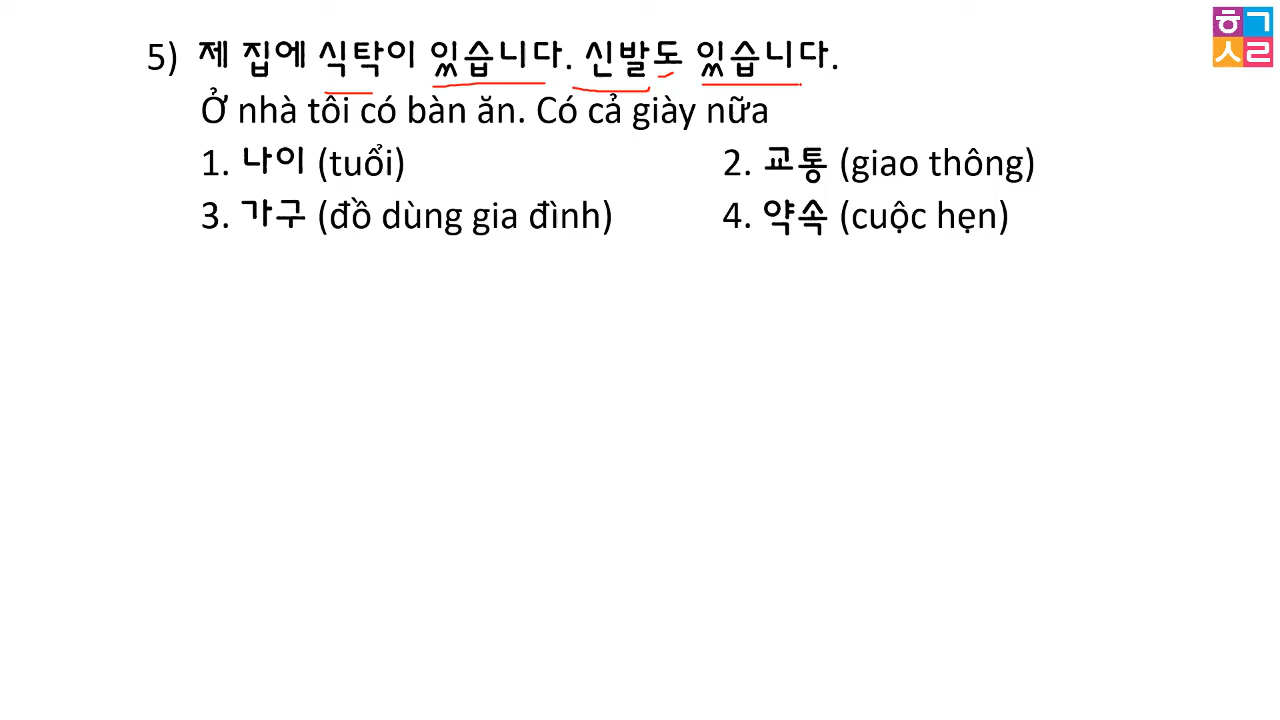 5) 제 집에 식탁이 있습니다. 신발도 있습니다.
Ở nhà tôi có bàn ăn. Có cả giày nữa
1. 나이 (tuổi) 2. 교통 (giao thông)
3. 가구 (đồ dùng gia đình) 4. 약속 (cuộc hẹn)
ㅎㄱ
ㅅㄹ